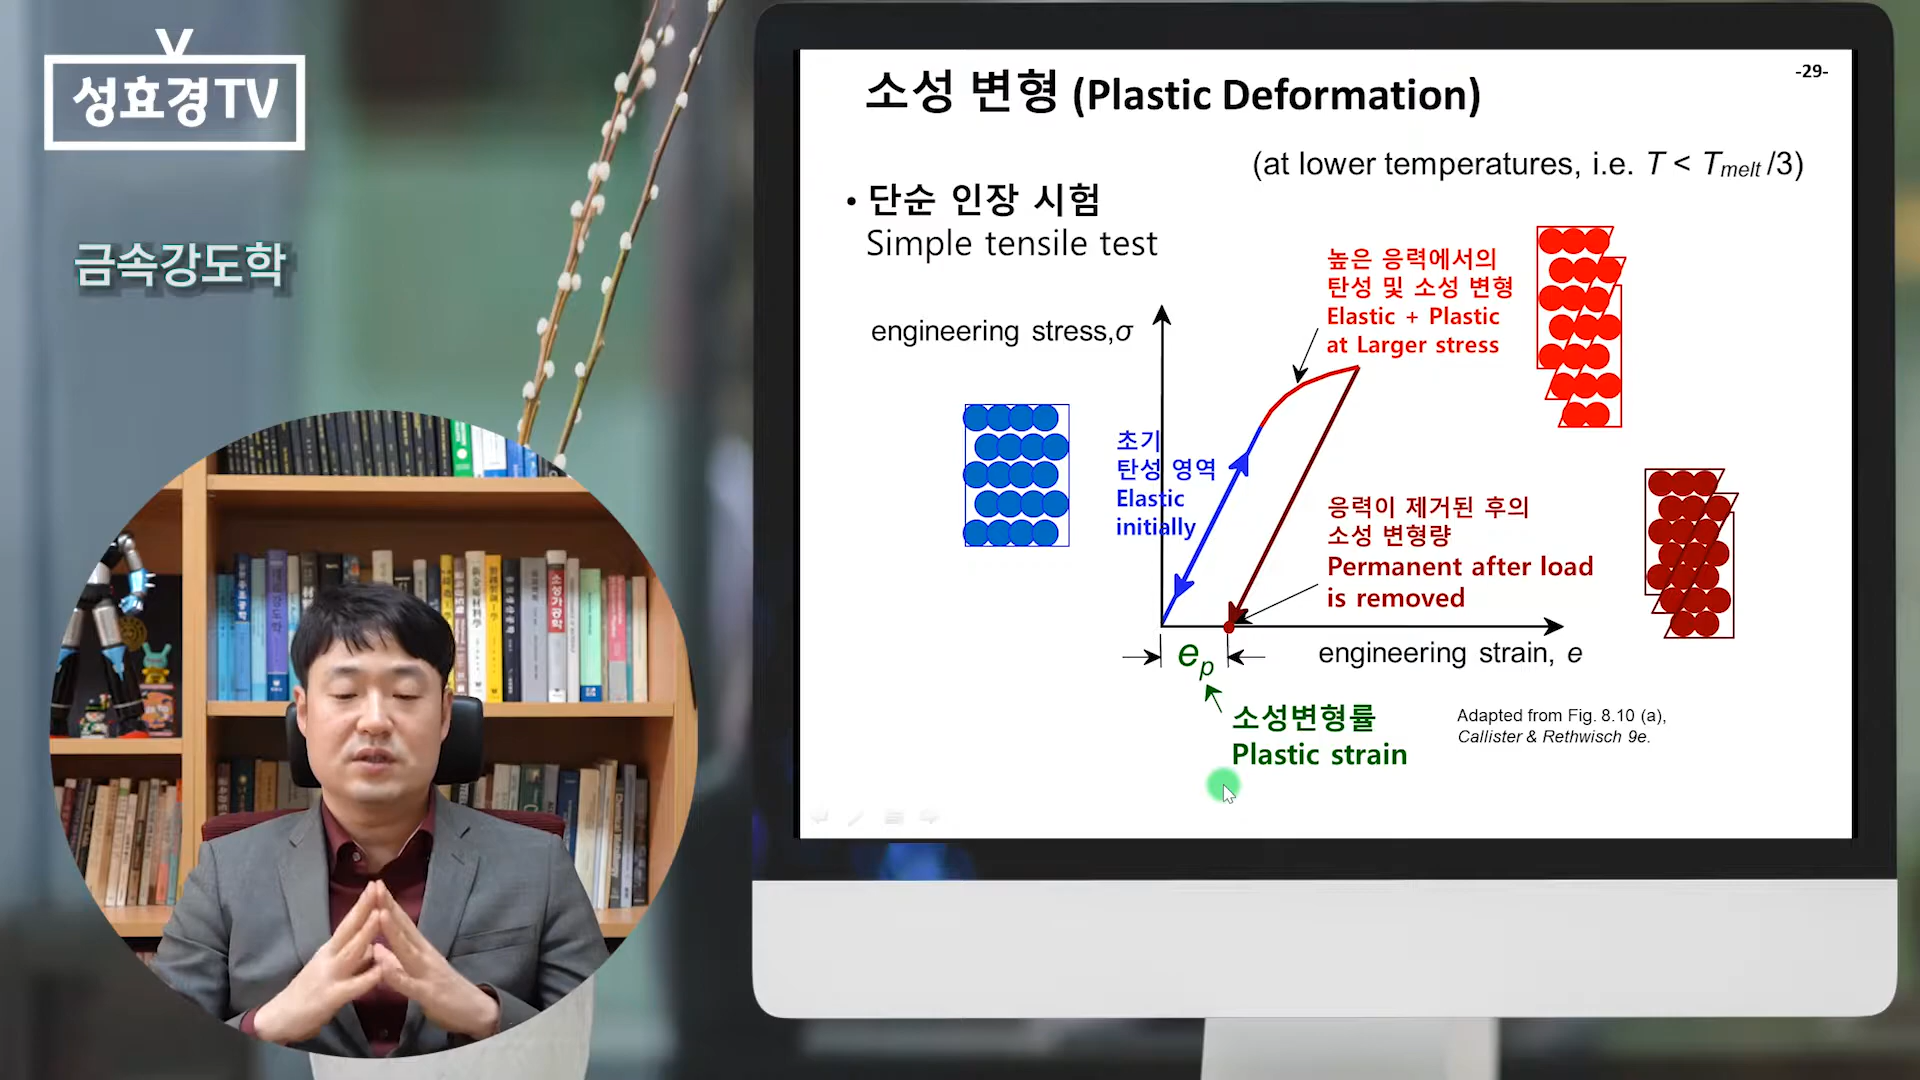 성효경TV
금속강도학
-29-
소성 변형 (Plastic Deformation)
(at lower temperatures, i.e. T < Tmelt /3)
• 단순 인장 시험
Simple tensile test
높은 응력에서의
탄성 및 소성 변형
Elastic + Plastic
at Larger stress
engineering stress,σ
초기
탄성 영역
Elastic
initially
응력이 제거된 후의
소성 변형량
Permanent after load
is removed
ep
engineering strain, e
소성변형률
Plastic strain
Adapted from Fig. 8.10 (a),
Callister & Rethwisch 9e.
소성가공학